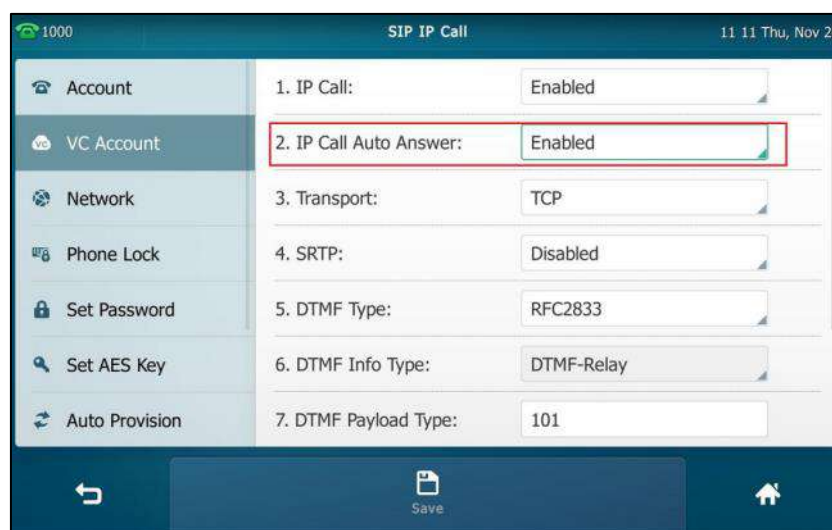 1000 SIP IP Call 11 11 Thu, Nov 2
Account
VC Account
Network
Phone Lock
Set Password
Set AES Key
Auto Provision
1. IP Call: Enabled
2. IP Call Auto Answer: Enabled
3. Transport: TCP
4. SRTP: Disabled
5. DTMF Type: RFC2833
6. DTMF Info Type: DTMF-Relay
7. DTMF Payload Type: 101
Save